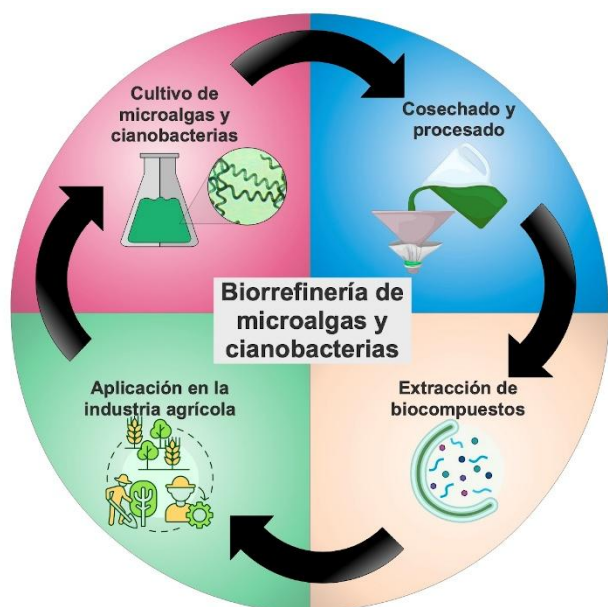 Cultivo de
microalgas y
cianobacterias
Cosechado y
procesado
Biorrefinería de
microalgas y
cianobacterias
Aplicación en la
industria agrícola
Extracción de
biocompuestos